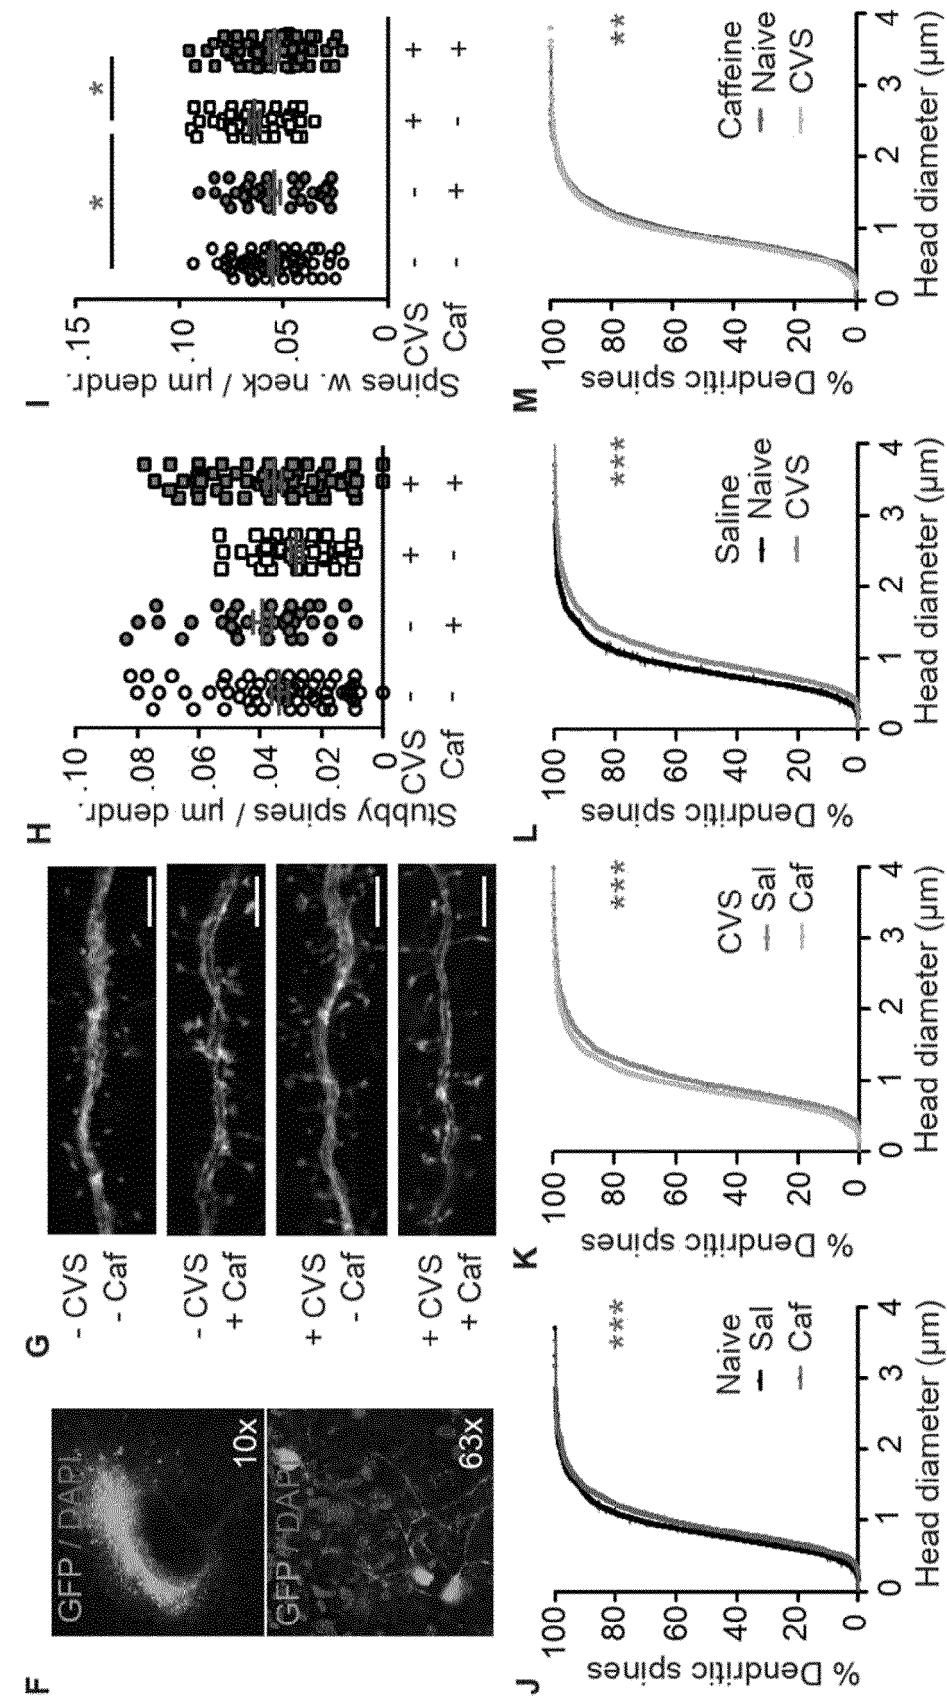 F
GFP / DAPI
10x
GFP / DAPI
63x
G
- CVS
- Caf
- CVS
+ Caf
+ CVS
- Caf
+ CVS
+ Caf
H
Stubby spines / µm dendr.
.10
.08
.06
.04
.02
0
CVS - - + +
Caf - + - +
I
Spines w. neck / µm dendr.
.15
.10
.05
0
* *
CVS - - + +
Caf - + - +
J
% Dendritic spines
100
80
60
40
20
0
0 1 2 3 4
Head diameter (µm)
Naive
Sal
Caf
***
K
% Dendritic spines
100
80
60
40
20
0
0 1 2 3 4
Head diameter (µm)
CVS
Sal
Caf
***
L
% Dendritic spines
100
80
60
40
20
0
0 1 2 3 4
Head diameter (µm)
Saline
Naive
CVS
***
M
% Dendritic spines
100
80
60
40
20
0
0 1 2 3 4
Head diameter (µm)
Caffeine
Naive
CVS
**